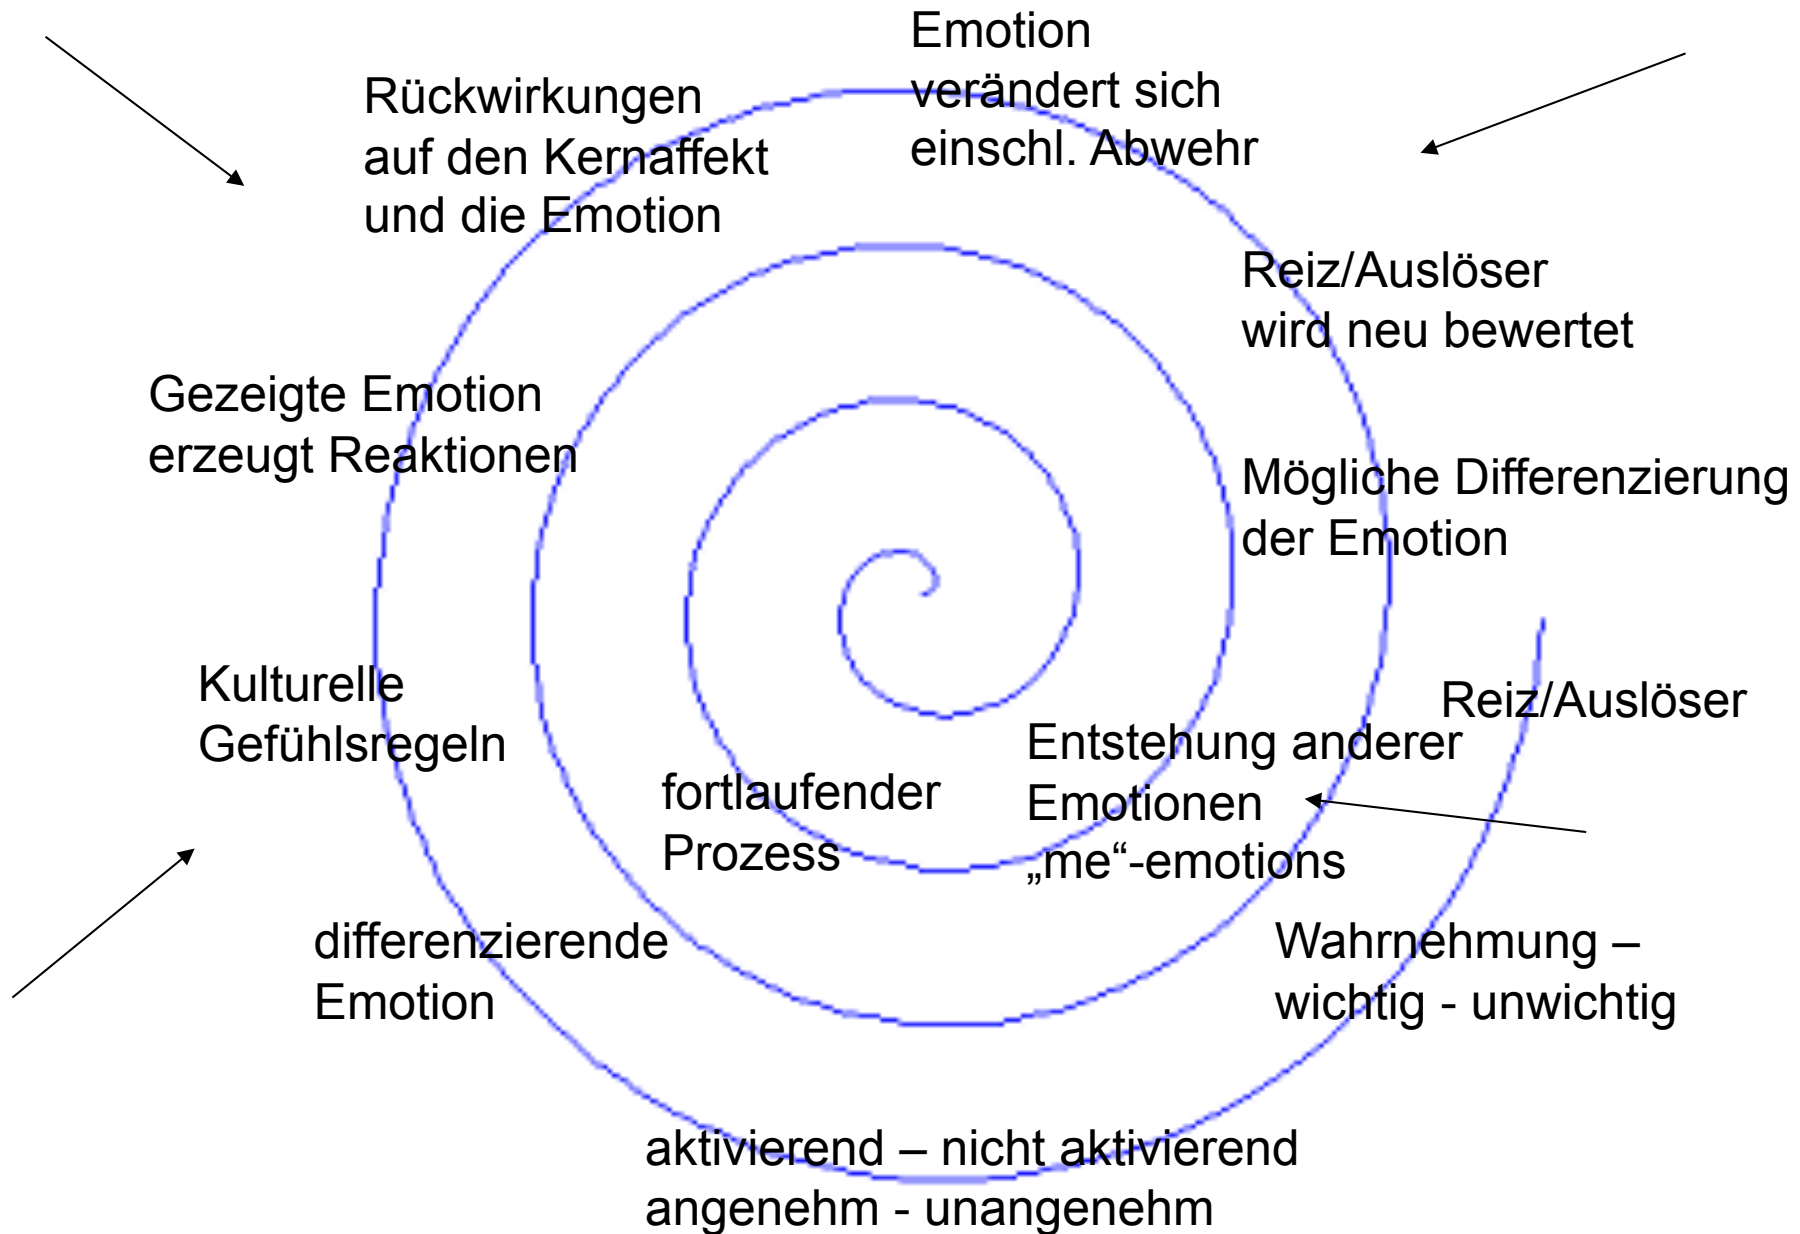 Emotion
verändert sich
einschl. Abwehr
Rückwirkungen
auf den Kernaffekt
und die Emotion
Reiz/Auslöser
wird neu bewertet
Gezeigte Emotion
erzeugt Reaktionen
Mögliche Differenzierung
der Emotion
Kulturelle
Gefühlsregeln
Reiz/Auslöser
Entstehung anderer
Emotionen
„me“-emotions
fortlaufender
Prozess
differenzierende
Emotion
Wahrnehmung –
wichtig - unwichtig
aktivierend – nicht aktivierend
angenehm - unangenehm